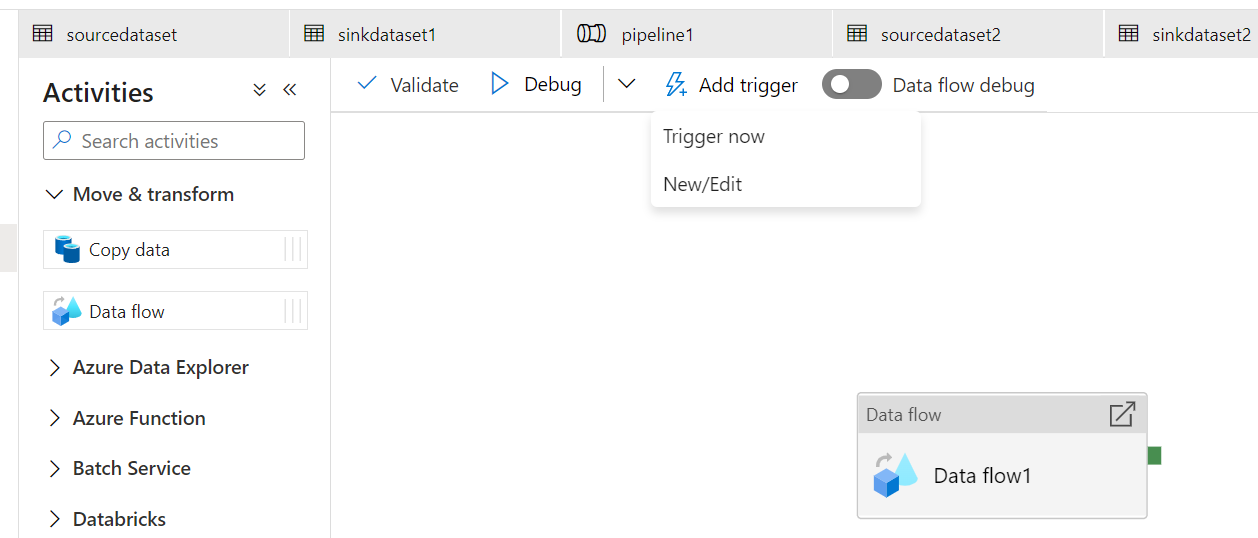 sourcedataset
sinkdataset1
pipeline1
sourcedataset2
sinkdataset2
Activities
Validate
Debug
Add trigger
Data flow debug
Search activities
Trigger now
New/Edit
Move & transform
Copy data
Data flow
Azure Data Explorer
Azure Function
Batch Service
Databricks
Data flow
Data flow1